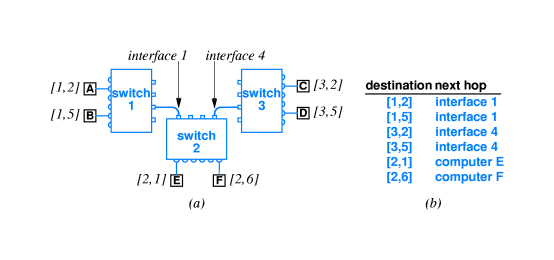 interface 1 interface 4
[1,2] A
[1,5] B
switch
1
switch
3
C [3,2]
D [3,5]
switch
2
[2,1] E
F [2,6]
(a)
destination next hop
[1,2] interface 1
[1,5] interface 1
[3,2] interface 4
[3,5] interface 4
[2,1] computer E
[2,6] computer F
(b)